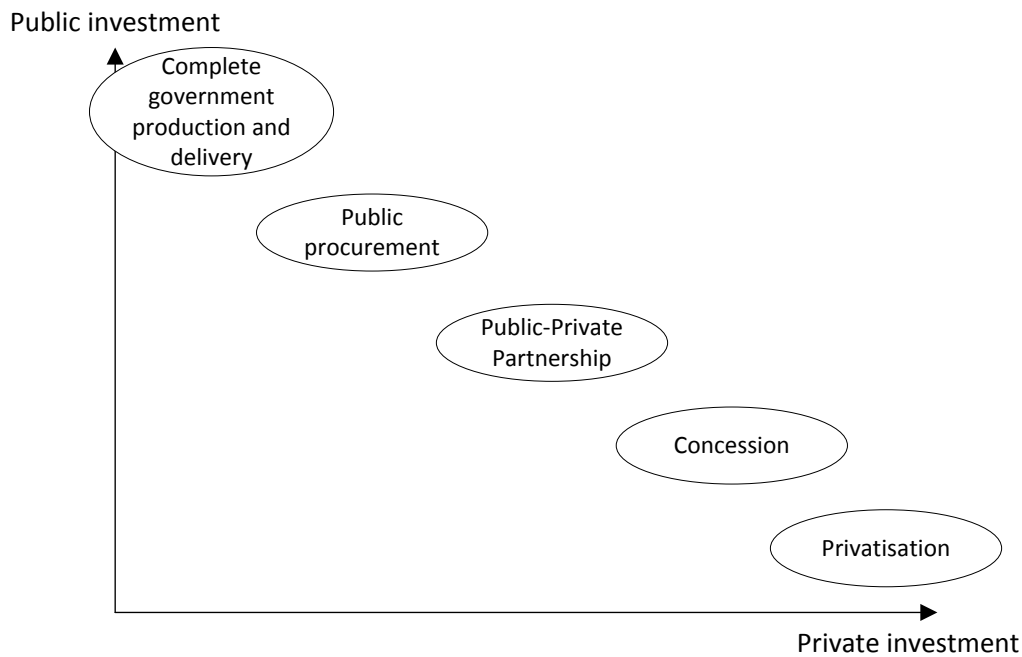 Public investment
Complete
government
production and
delivery
Public
procurement
Public-Private
Partnership
Concession
Privatisation
Private investment